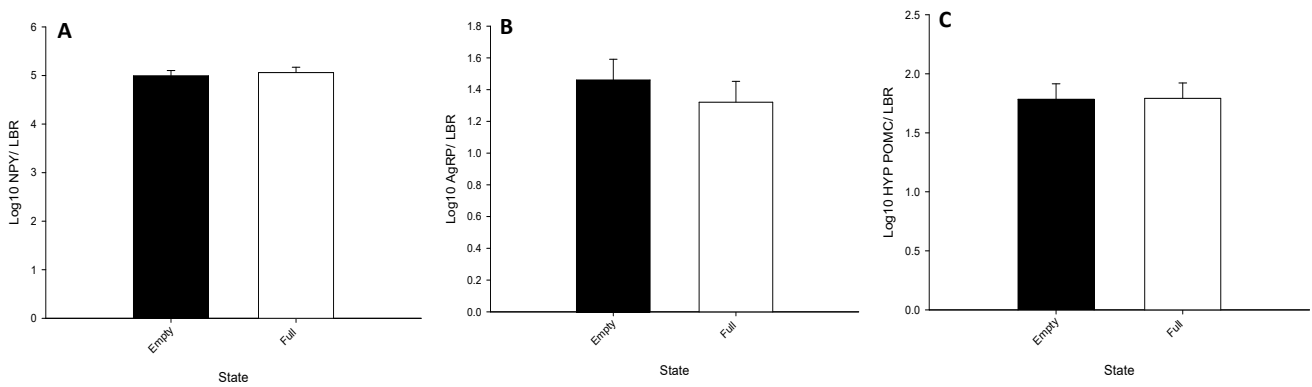 A
Log10 NPY/ LBR
6
5
4
3
2
1
0
Empty
Full
State
B
Log10 AgRP/ LBR
1.8
1.6
1.4
1.2
1.0
0.8
0.6
0.4
0.2
0.0
Empty
Full
State
C
Log10 HYP POMC/ LBR
2.5
2.0
1.5
1.0
0.5
0.0
Empty
Full
State